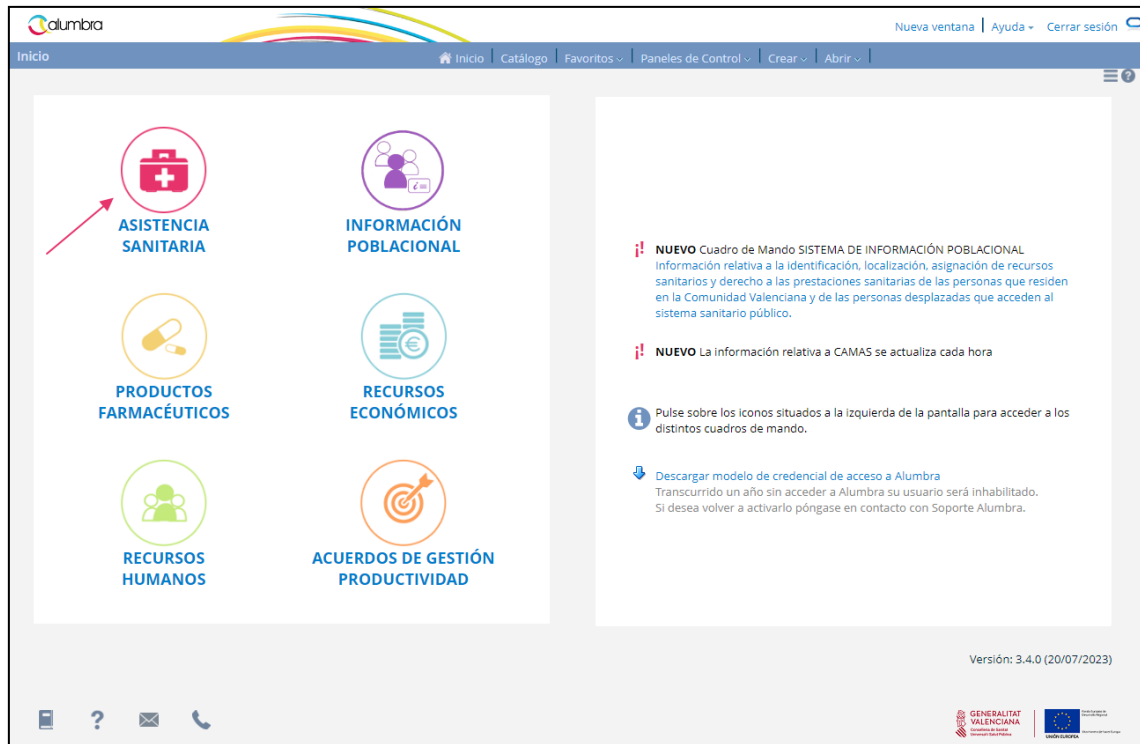 alumbra
Nueva ventana
Ayuda
Cerrar sesión
Inicio
Inicio
Catálogo
Favoritos
Paneles de Control
Crear
Abrir
ASISTENCIA
SANITARIA
INFORMACIÓN
POBLACIONAL
PRODUCTOS
FARMACÉUTICOS
RECURSOS
ECONÓMICOS
RECURSOS
HUMANOS
ACUERDOS DE GESTIÓN
PRODUCTIVIDAD
¡! NUEVO Cuadro de Mando SISTEMA DE INFORMACIÓN POBLACIONAL
Información relativa a la identificación, localización, asignación de recursos
sanitarios y derecho a las prestaciones sanitarias de las personas que residen
en la Comunidad Valenciana y de las personas desplazadas que acceden al
sistema sanitario público.
¡! NUEVO La información relativa a CAMAS se actualiza cada hora
Pulse sobre los iconos situados a la izquierda de la pantalla para acceder a los
distintos cuadros de mando.
Descargar modelo de credencial de acceso a Alumbra
Transcurrido un año sin acceder a Alumbra su usuario será inhabilitado.
Si desea volver a activarlo póngase en contacto con Soporte Alumbra.
Versión: 3.4.0 (20/07/2023)
GENERALITAT
VALENCIANA
UNIÓN EUROPEA